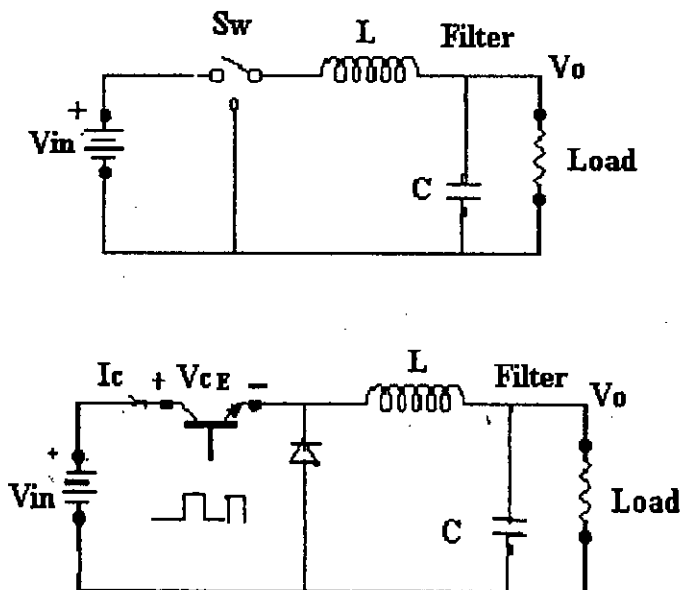 Sw
L
Filter
Vo
+
Vin
Load
C
L
Filter
Ic + VCE -
Vo
+
Vin
Load
C